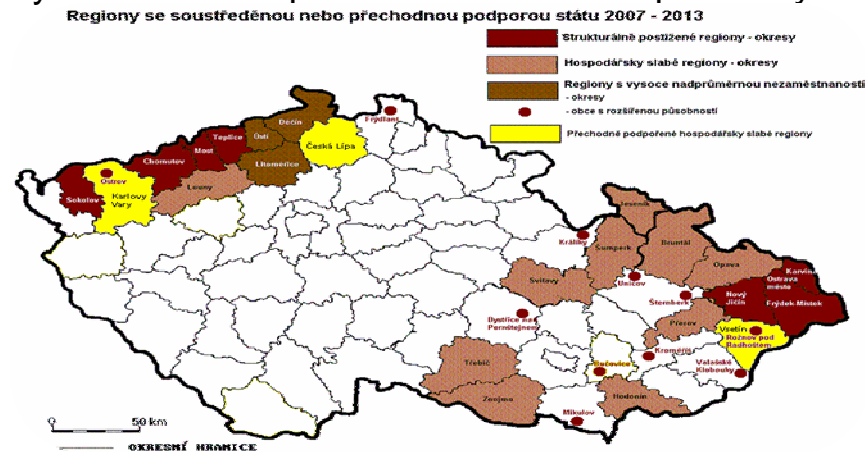 Regiony se soustředěnou nebo přechodnou podporou státu 2007 - 2013
Strukturálně postižené regiony - okresy
Hospodářsky slabé regiony - okresy
Regiony s vysoce nadprůměrnou nezaměstnaností
- okresy
- obce s rozšířenou působností
Přechodně podpořené hospodářsky slabé regiony
Frýdlant
Děčín
Ústí
Teplice
Most
Chomutov
Litoměřice
Česká Lípa
Louny
Ostrov
Sokolov
Karlovy
Vary
Jeseník
Králíky
Šumperk
Bruntál
Opava
Karviná
Ostrava
město
Svitavy
Uničov
Šternberk
Nový
Jičín
Frýdek Místek
Bystřice nad
Pernštejnem
Přerov
Vsetín
Rožnov pod
Radhoštěm
Kroměříž
Valašské
Klobouky
Třebíč
Bučovice
Znojmo
Hodonín
Mikulov
0
50 km
OKRESNÍ HRANICE